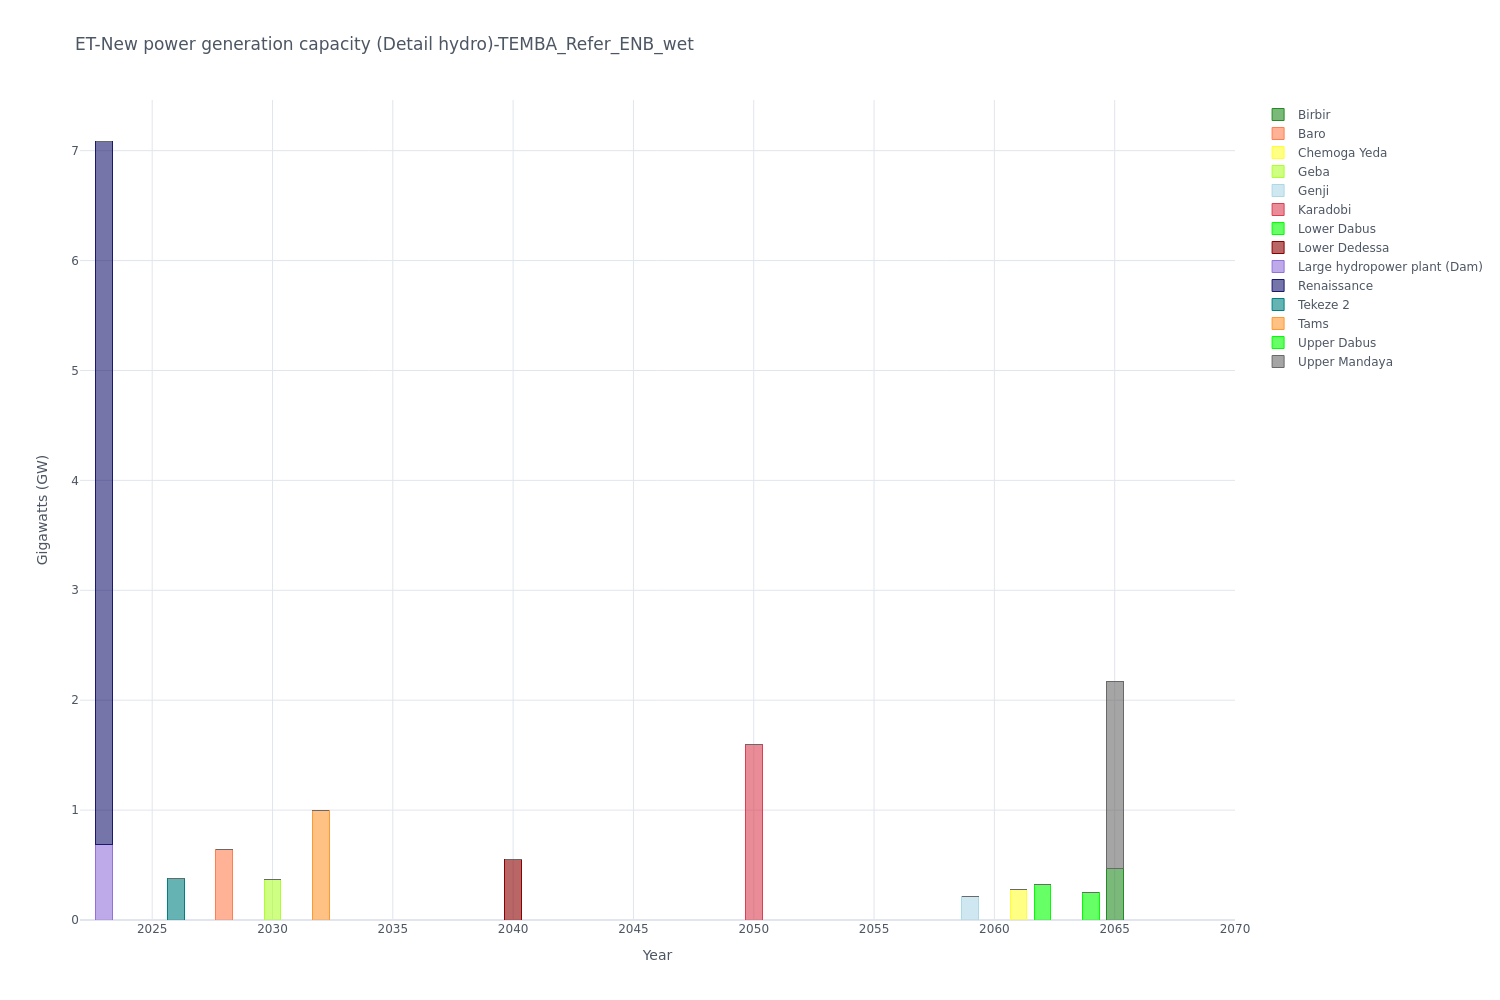 ET-New power generation capacity (Detail hydro)-TEMBA_Refer_ENB_wet
Birbir
Baro
Chemoga Yeda
Geba
Genji
Karadobi
Lower Dabus
Lower Dedessa
Large hydropower plant (Dam)
Renaissance
Tekeze 2
Tams
Upper Dabus
Upper Mandaya
Gigawatts (GW)
7
6
5
4
3
2
1
0
2025 2030 2035 2040 2045 2050 2055 2060 2065 2070
Year